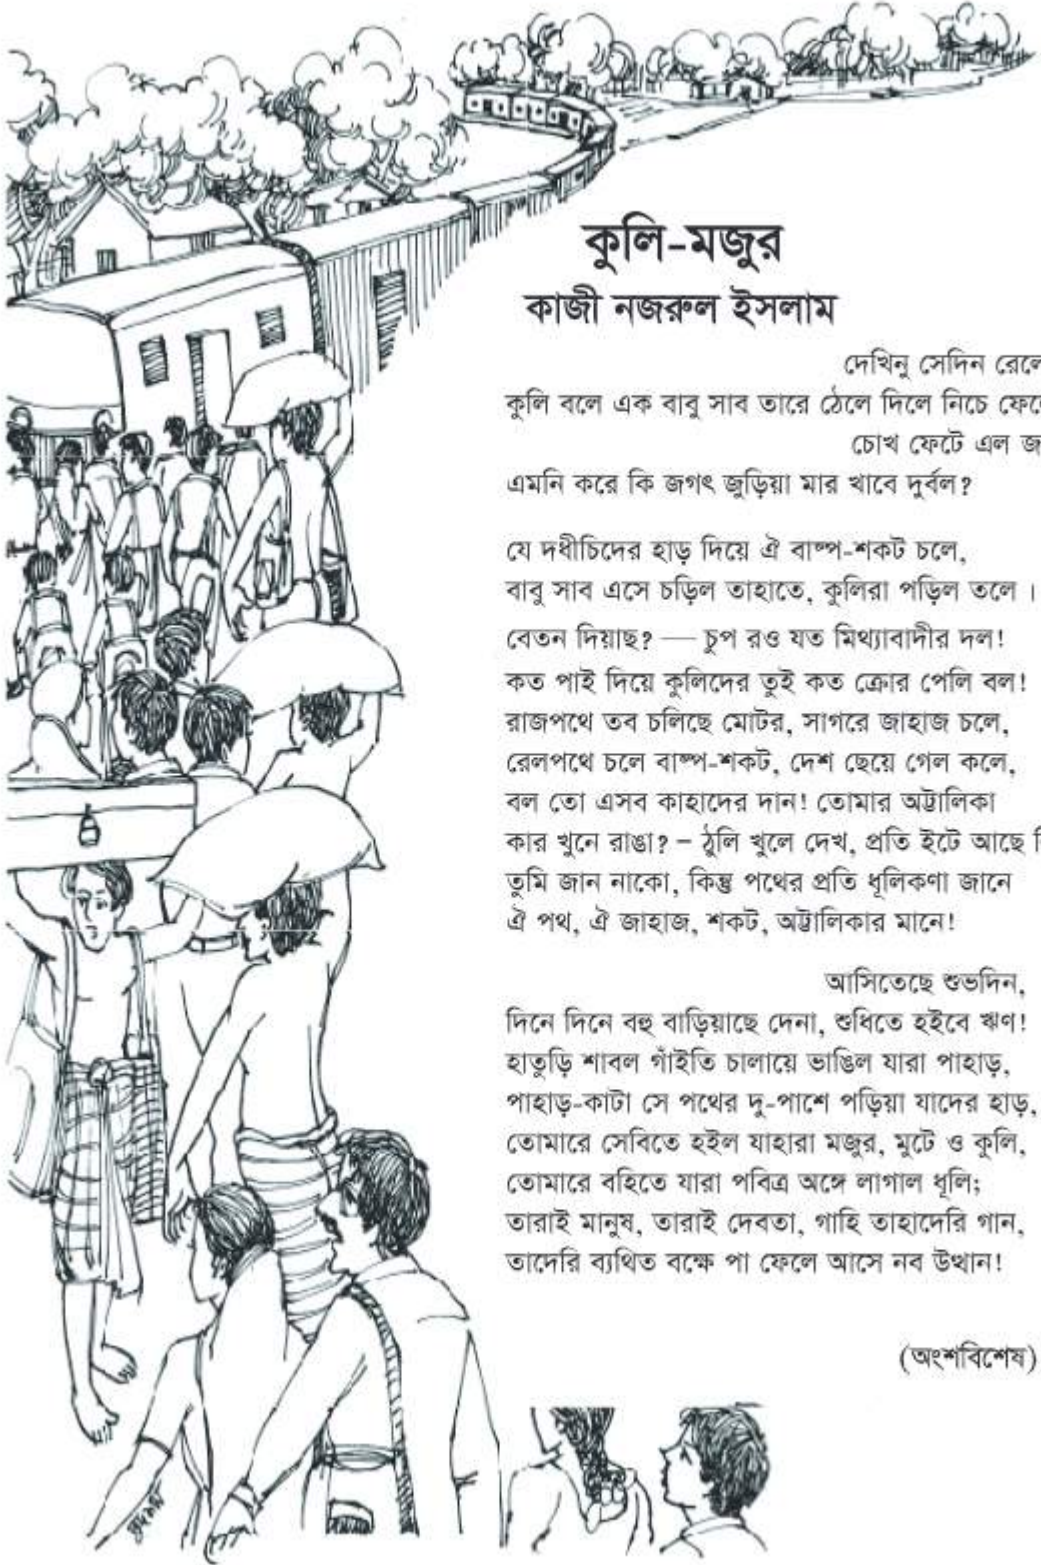 কুলি-মজুর
কাজী নজরুল ইসলাম
দেখিনু সেদিন
কুলি বলে এক বাবু সাব তারে ঠেলে দিলে নিচে
চোখ ফেটে এল
এমনি করে কি জগৎ জুড়িয়া মার খাবে দুর্বল?
যে দধীচিদের হাড় দিয়ে ঐ বাষ্প-শকট চলে,
বাবু সাব এসে চড়িল তাহাতে, কুলিরা পড়িল তলে।
বেতন দিয়াছ? — চুপ রও যত মিথ্যাবাদীর দল!
কত পাই দিয়ে কুলিদের তুই কত ক্রোর পেলি বল!
রাজপথে তব চলিছে মোটর, সাগরে জাহাজ চলে,
রেলপথে চলে বাষ্প-শকট, দেশ ছেয়ে গেল কলে,
বল তো এসব কাহাদের দান! তোমার অট্টালিকা
কার খুনে রাঙা? – ঠুলি খুলে দেখ, প্রতি ইটে আছে
তুমি জান নাকো, কিন্তু পথের প্রতি ধূলিকণা জানে
ঐ পথ, ঐ জাহাজ, শকট, অট্টালিকার মানে!
আসিতেছে শুভদিন,
দিনে দিনে বহু বাড়িয়াছে দেনা, শুধিতে হইবে ঋণ!
হাতুড়ি শাবল গাঁইতি চালায়ে ভাঙিল যারা পাহাড়,
পাহাড়-কাটা সে পথের দু-পাশে পড়িয়া যাদের হাড়,
তোমারে সেবিতে হইল যাহারা মজুর, মুটে ও কুলি,
তোমারে বহিতে যারা পবিত্র অঙ্গে লাগাল ধূলি;
তারাই মানুষ, তারাই দেবতা, গাহি তাহাদেরি গান,
তাদেরি ব্যথিত বক্ষে পা ফেলে আসে নব উত্থান!
(অংশবিশেষ)